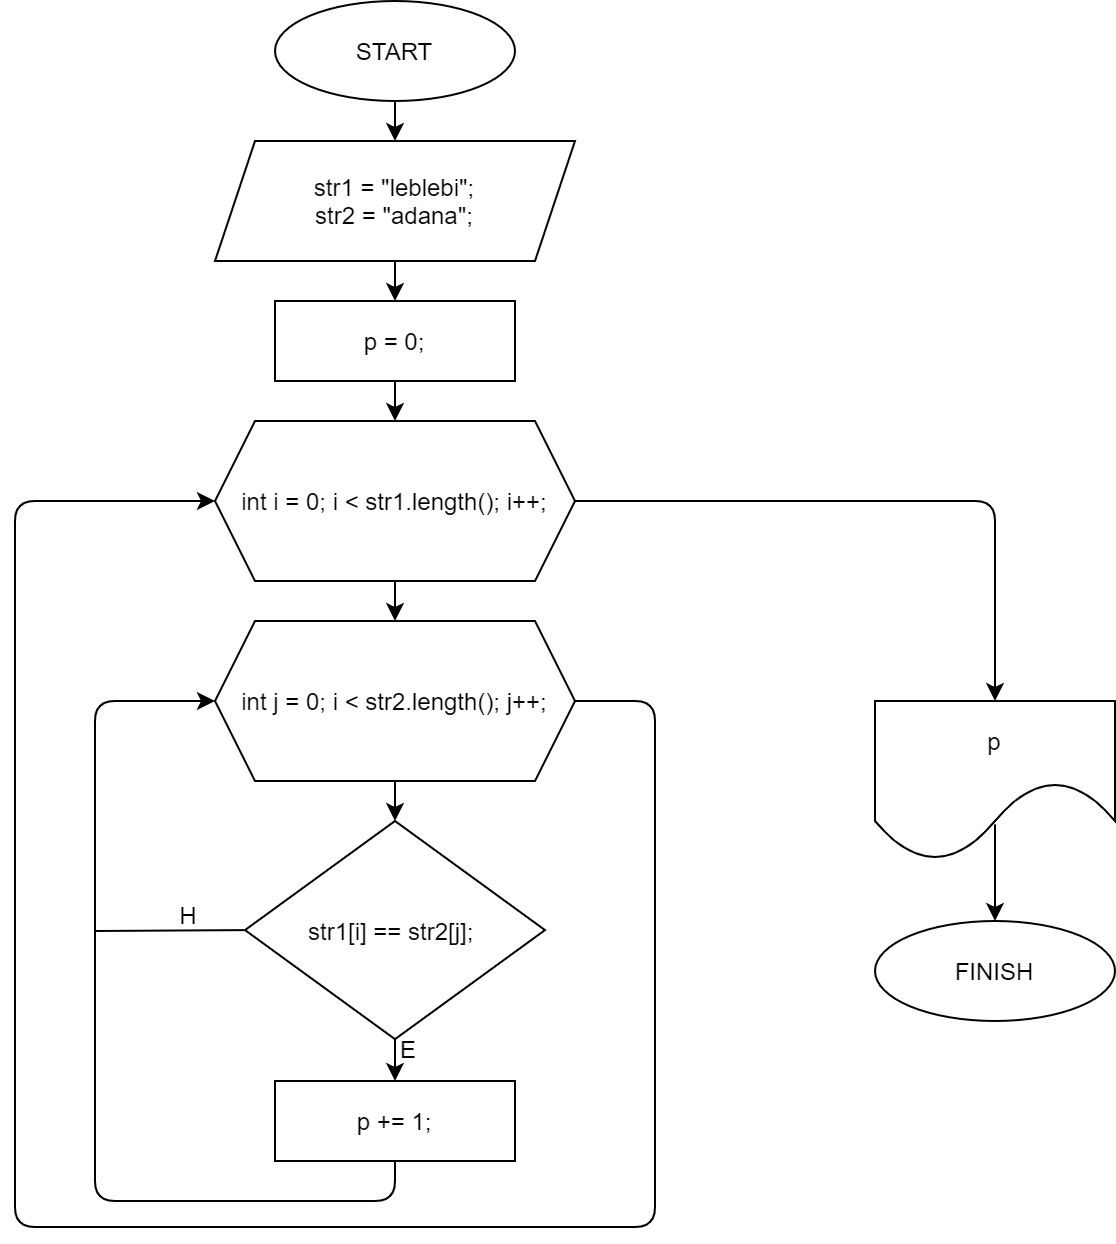 START
str1 = "leblebi";
str2 = "adana";
p = 0;
int i = 0; i < str1.length(); i++;
int j = 0; i < str2.length(); j++;
p
H
str1[i] == str2[j];
FINISH
E
p += 1;